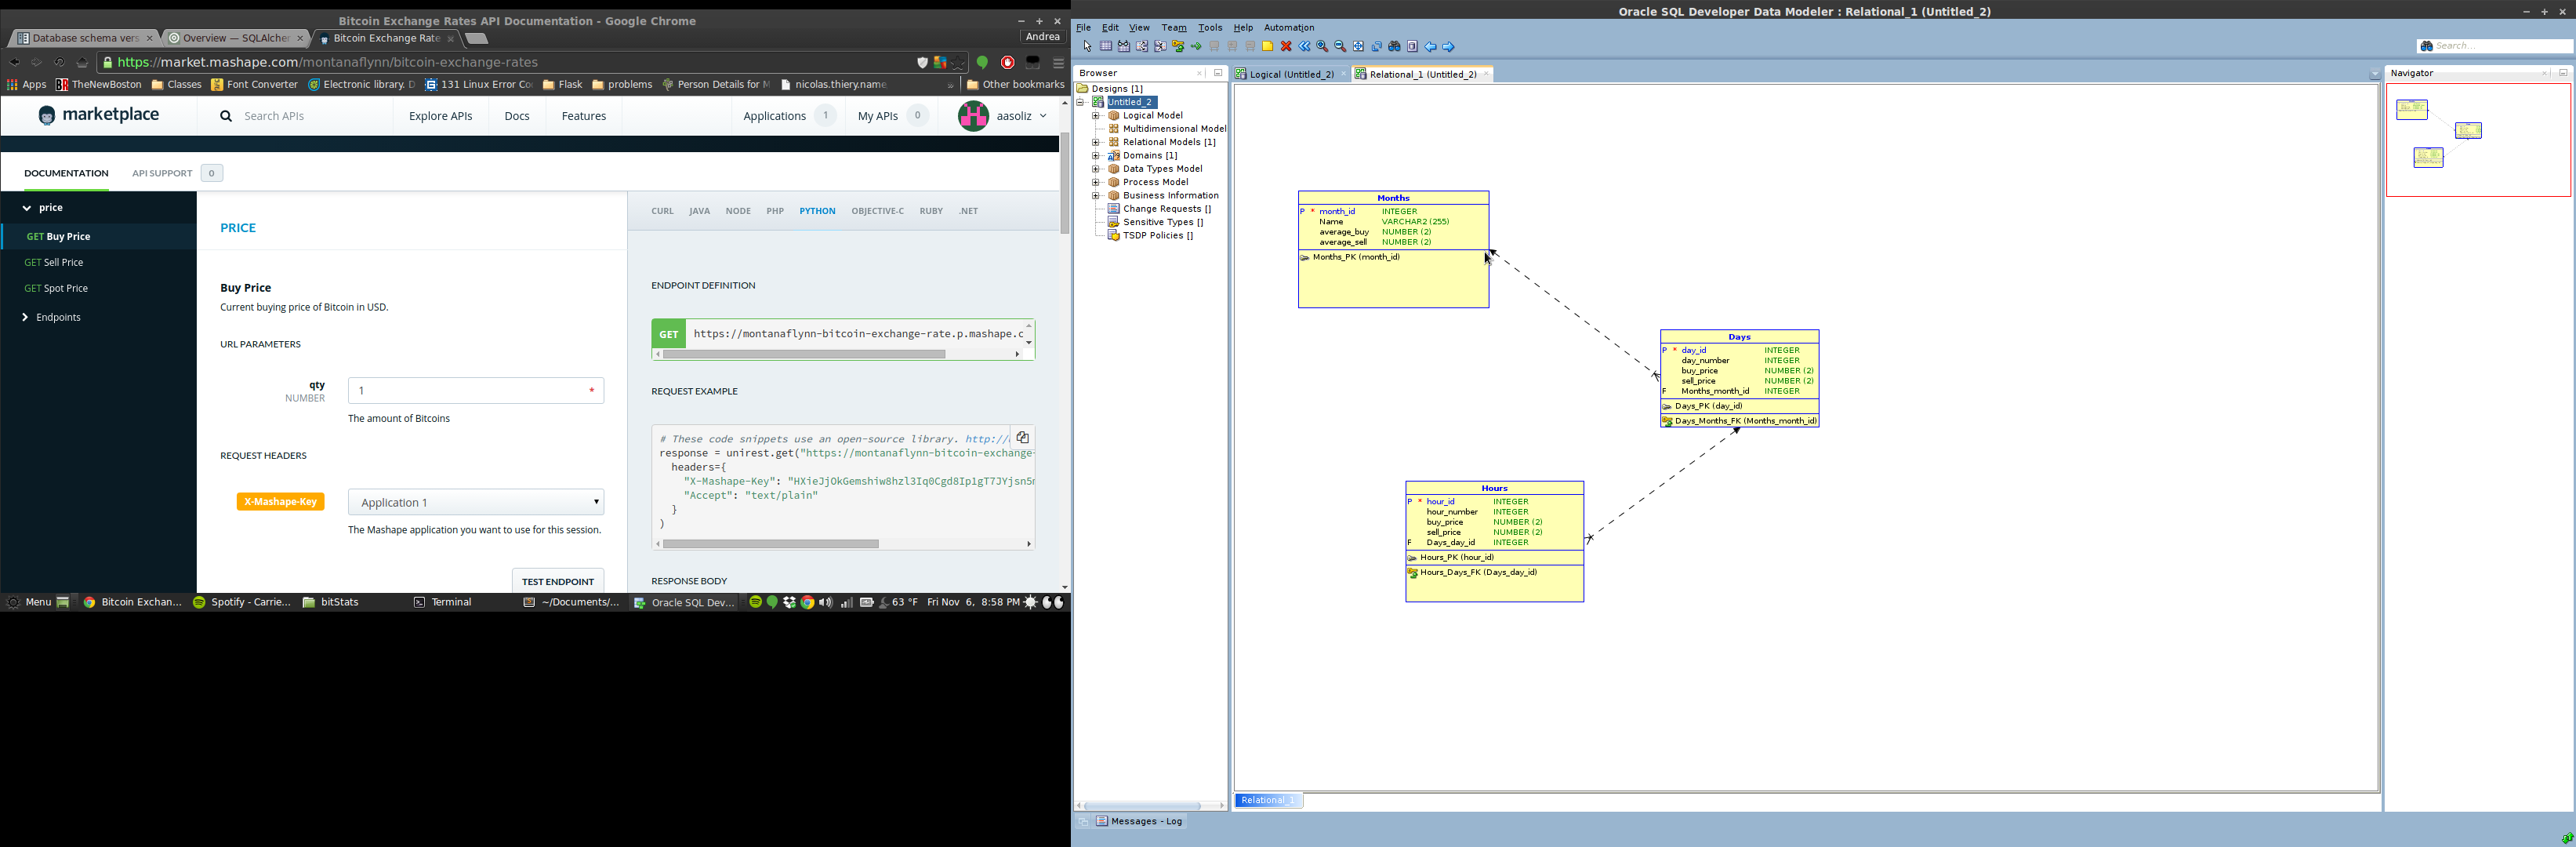 Bitcoin Exchange Rates API Documentation - Google Chrome
Database schema vers
Overview — SQLAlchem
Bitcoin Exchange Rate
Andrea
https://market.mashape.com/montanaflynn/bitcoin-exchange-rates
Apps TheNewBoston Classes Font Converter Electronic library. D 131 Linux Error Co Flask problems Person Details for M nicolas.thiery.name » Other bookmarks
marketplace Search APIs Explore APIs Docs Features Applications 1 My APIs 0 aasoliz
DOCUMENTATION API SUPPORT 0
price
GET Buy Price
GET Sell Price
GET Spot Price
Endpoints
PRICE
Buy Price
Current buying price of Bitcoin in USD.
URL PARAMETERS
qty
NUMBER
1 *
The amount of Bitcoins
REQUEST HEADERS
X-Mashape-Key Application 1
The Mashape application you want to use for this session.
TEST ENDPOINT
CURL JAVA NODE PHP PYTHON OBJECTIVE-C RUBY .NET
ENDPOINT DEFINITION
GET https://montanaflynn-bitcoin-exchange-rate.p.mashape.c
REQUEST EXAMPLE
# These code snippets use an open-source library. http://
response = unirest.get("https://montanaflynn-bitcoin-exchange-
headers={
"X-Mashape-Key":
"Accept": "text/plain"
}
)
RESPONSE BODY
Menu Bitcoin Exchan... Spotify - Carrie... bitStats Terminal ~/Documents/... Oracle SQL Dev... 63 °F Fri Nov 6, 8:58 PM
Oracle SQL Developer Data Modeler : Relational_1 (Untitled_2)
File Edit View Team Tools Help Automation
Search...
Browser
Designs [1]
Untitled_2
Logical Model
Multidimensional Model
Relational Models [1]
Domains [1]
Data Types Model
Process Model
Business Information
Change Requests []
Sensitive Types []
TSDP Policies []
Logical (Untitled_2) Relational_1 (Untitled_2)
Months
P * month_id INTEGER
Name VARCHAR2 (255)
average_buy NUMBER (2)
average_sell NUMBER (2)
Months_PK (month_id)
Days
P * day_id INTEGER
day_number INTEGER
buy_price NUMBER (2)
sell_price NUMBER (2)
F Months_month_id INTEGER
Days_PK (day_id)
Days_Months_FK (Months_month_id)
Hours
P * hour_id INTEGER
hour_number INTEGER
buy_price NUMBER (2)
sell_price NUMBER (2)
F Days_day_id INTEGER
Hours_PK (hour_id)
Hours_Days_FK (Days_day_id)
Relational_1
Messages - Log
Navigator